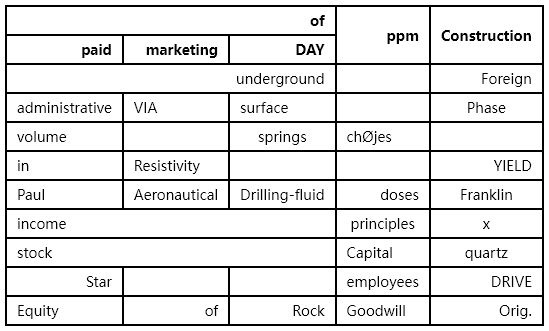 of ppm Construction
paid marketing DAY
underground Foreign
administrative VIA surface Phase
volume springs chØjes
in Resistivity YIELD
Paul Aeronautical Drilling-fluid doses Franklin
income principles x
stock Capital quartz
Star employees DRIVE
Equity of Rock Goodwill Orig.